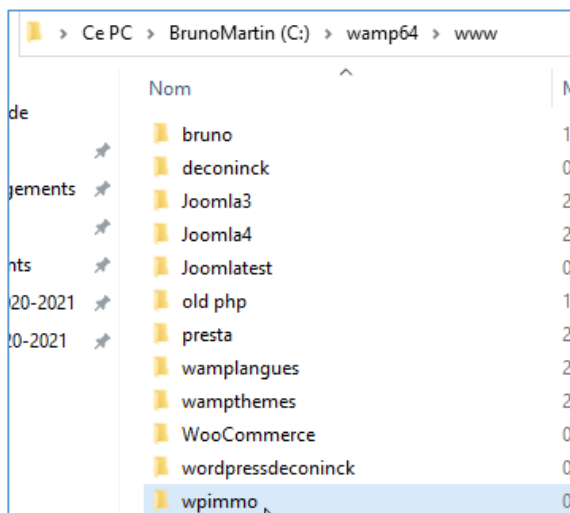 Ce PC > BrunoMartin (C:) > wamp64 > www
Nom
de
gements
nts
20-2021
20-2021
bruno
deconinck
Joomla3
Joomla4
Joomlatest
old php
presta
wamplangues
wampthemes
WooCommerce
wordpressdeconinck
wpimmo